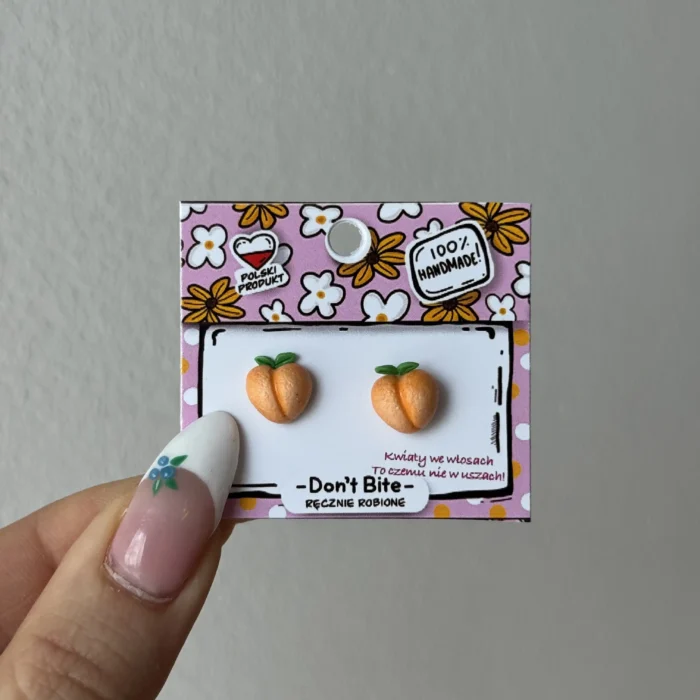 POLSKI
PRODUKT
100%
HANDMADE!
Kwiaty we włosach
To czemu nie w uszach!
-Don't Bite-
RĘCZNIE ROBIONE